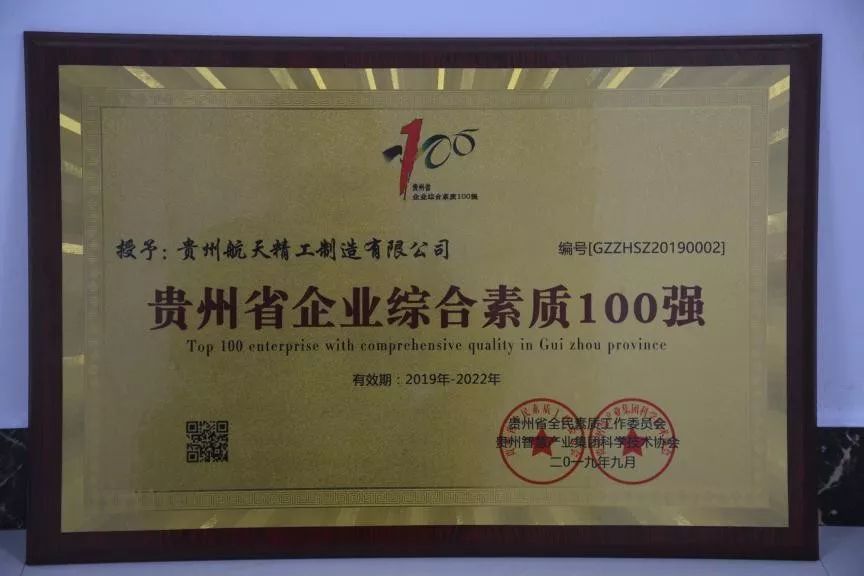 100
贵州省
企业综合素质100强
授予：贵州航天精工制造有限公司
编号[GZZHSZ20190002]
贵州省企业综合素质100强
Top 100 enterprise with comprehensive quality in Gui zhou province
有效期：2019年-2022年
贵州省全民素质工作委员会
贵州智慧产业集团科学技术协会
二0一九年九月